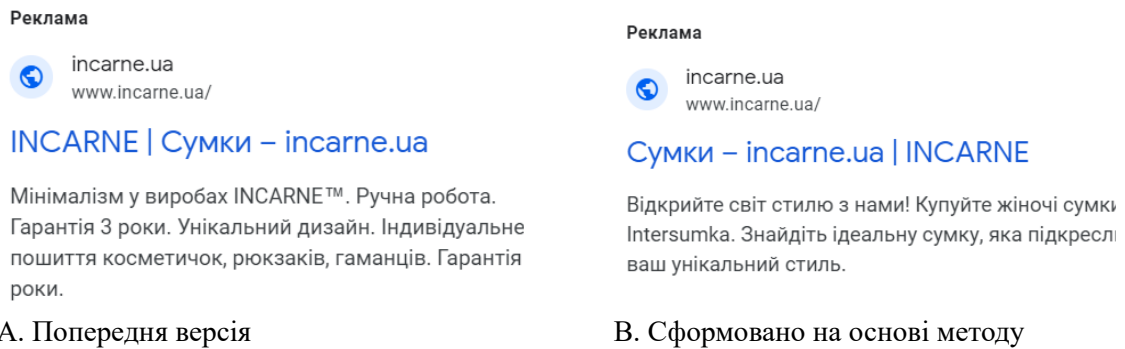 Реклама
incarne.ua
www.incarne.ua/
INCARNE | Сумки – incarne.ua
Мінімалізм у виробах INCARNE™. Ручна робота.
Гарантія 3 роки. Унікальний дизайн. Індивідуальне
пошиття косметичок, рюкзаків, гаманців. Гарантія
роки.
А. Попередня версія
Реклама
incarne.ua
www.incarne.ua/
Сумки – incarne.ua | INCARNE
Відкрийте світ стилю з нами! Купуйте жіночі сумки
Intersumka. Знайдіть ідеальну сумку, яка підкресл
ваш унікальний стиль.
В. Сформовано на основі методу